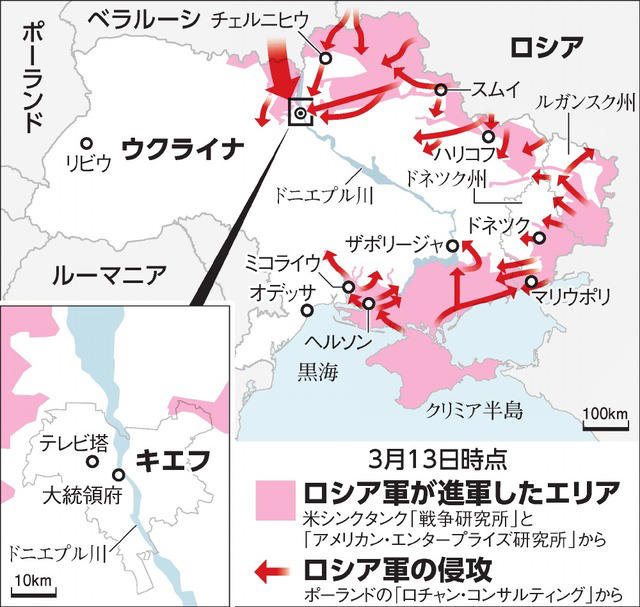 ベラルーシ
チェルニヒウ
ポーランド
ロシア
スムイ
ルガンスク州
リビウ
ウクライナ
ハリコフ
ドネツク州
ドニエプル川
ドネツク
ザポリージャ
ルーマニア
ミコライウ
オデッサ
マリウポリ
ヘルソン
黒海
クリミア半島
100km
テレビ塔
キエフ
大統領府
ドニエプル川
10km
3月13日時点
ロシア軍が進軍したエリア
米シンクタンク「戦争研究所」と
「アメリカン・エンタープライズ研究所」から
ロシア軍の侵攻
ポーランドの「ロチャン・コンサルティング」から